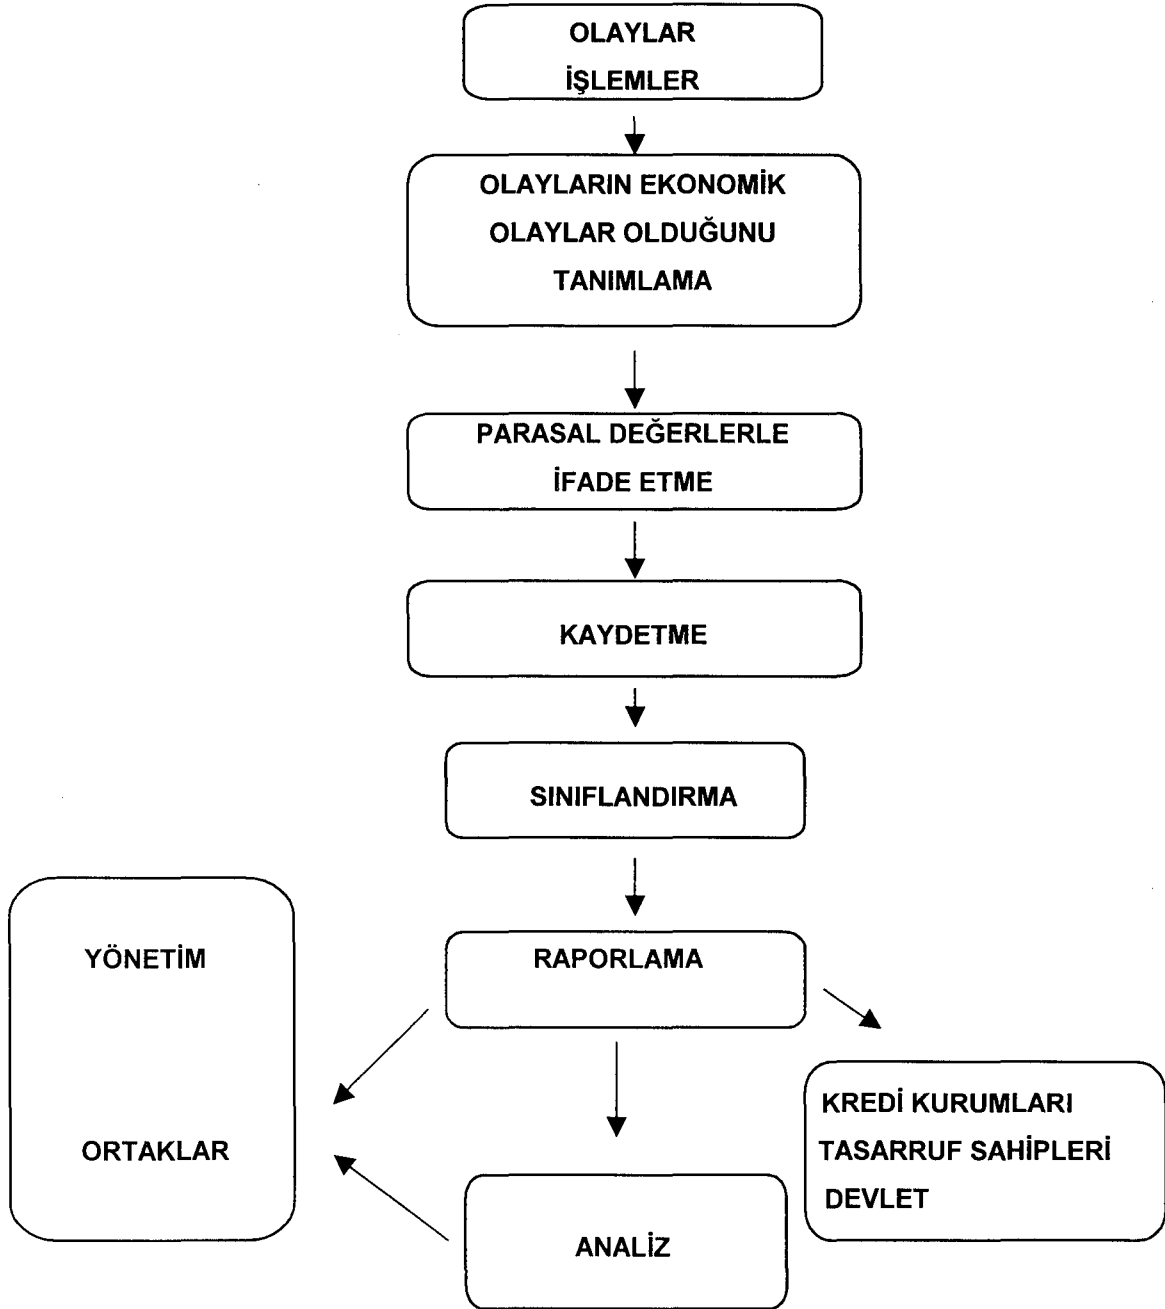 OLAYLAR
İŞLEMLER
OLAYLARIN EKONOMİK
OLAYLAR OLDUĞUNU
TANIMLAMA
PARASAL DEĞERLERLE
İFADE ETME
KAYDETME
SINIFLANDIRMA
YÖNETİM
RAPORLAMA
ORTAKLAR
KREDİ KURUMLARI
TASARRUF SAHİPLERİ
DEVLET
ANALİZ